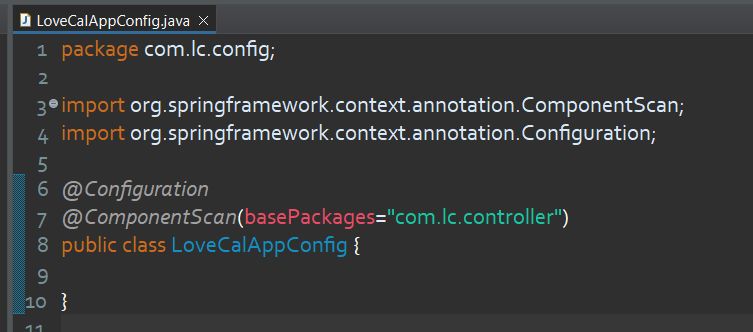 LoveCalAppConfig.java
1 package com.lc.config;
2
3 import org.springframework.context.annotation.ComponentScan;
4 import org.springframework.context.annotation.Configuration;
5
6 @Configuration
7 @ComponentScan(basePackages="com.lc.controller")
8 public class LoveCalAppConfig {
9
10 }
11